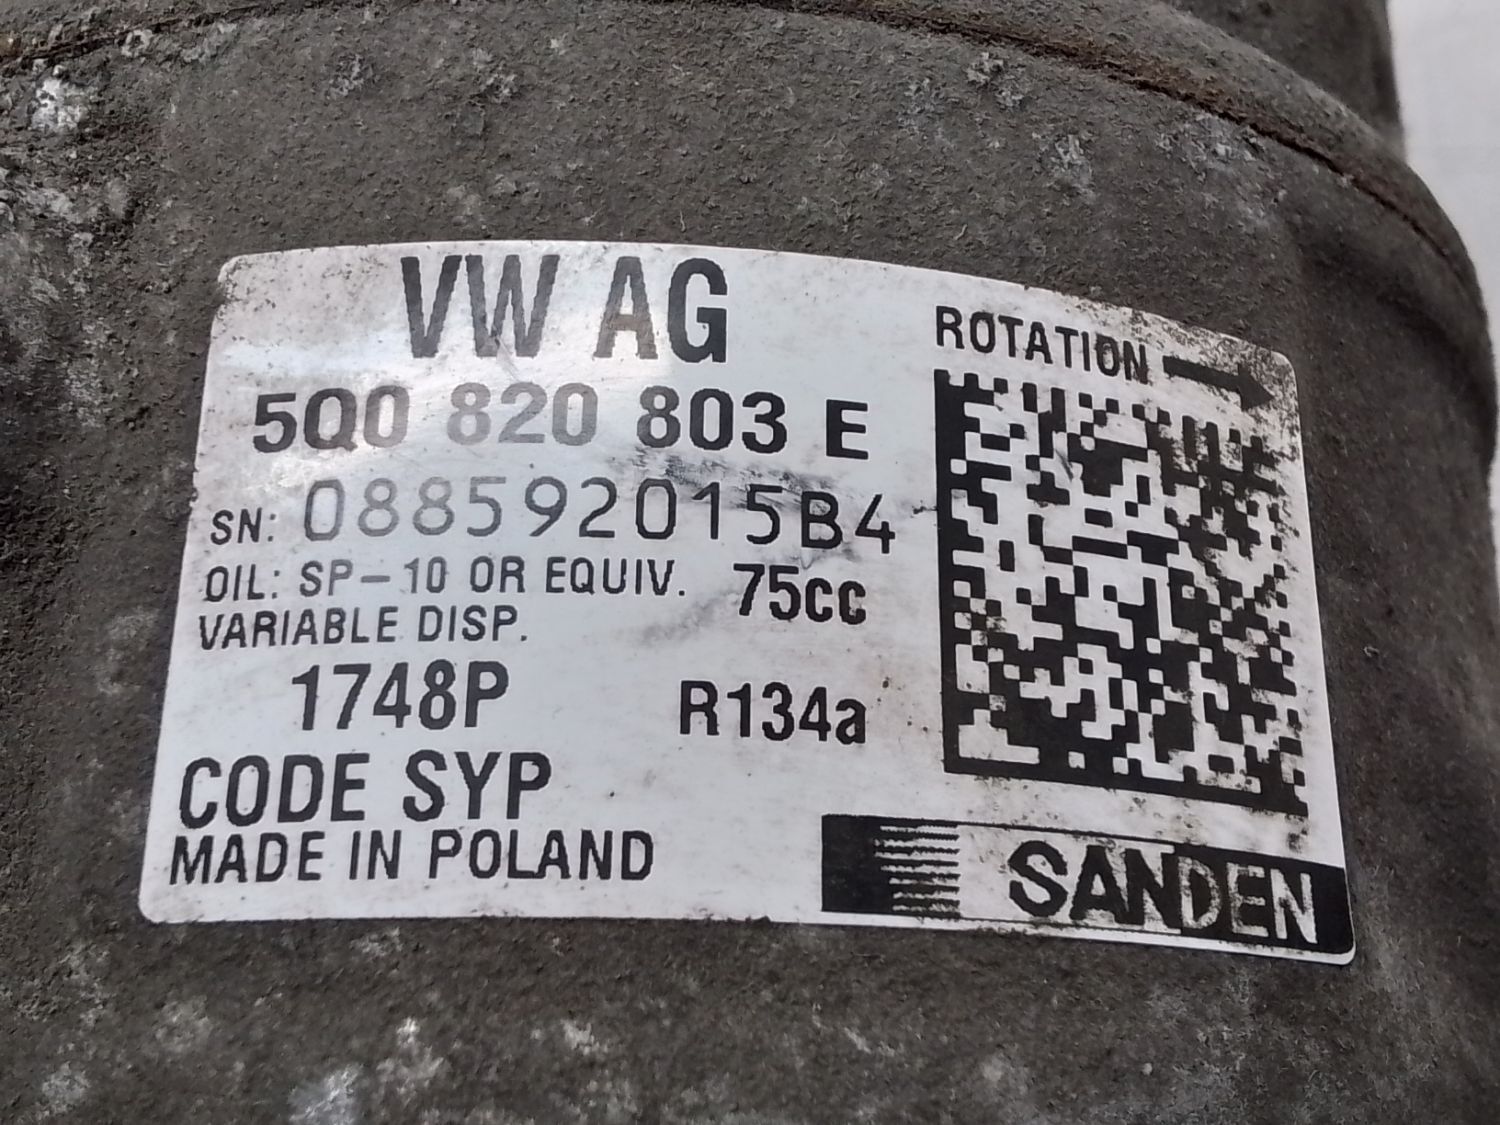 VW AG
ROTATION
5Q0 820 803 E
SN: 088592015B4
OIL: SP-10 OR EQUIV. 75cc
VARIABLE DISP.
1748P R134a
CODE SYP
MADE IN POLAND
SANDEN